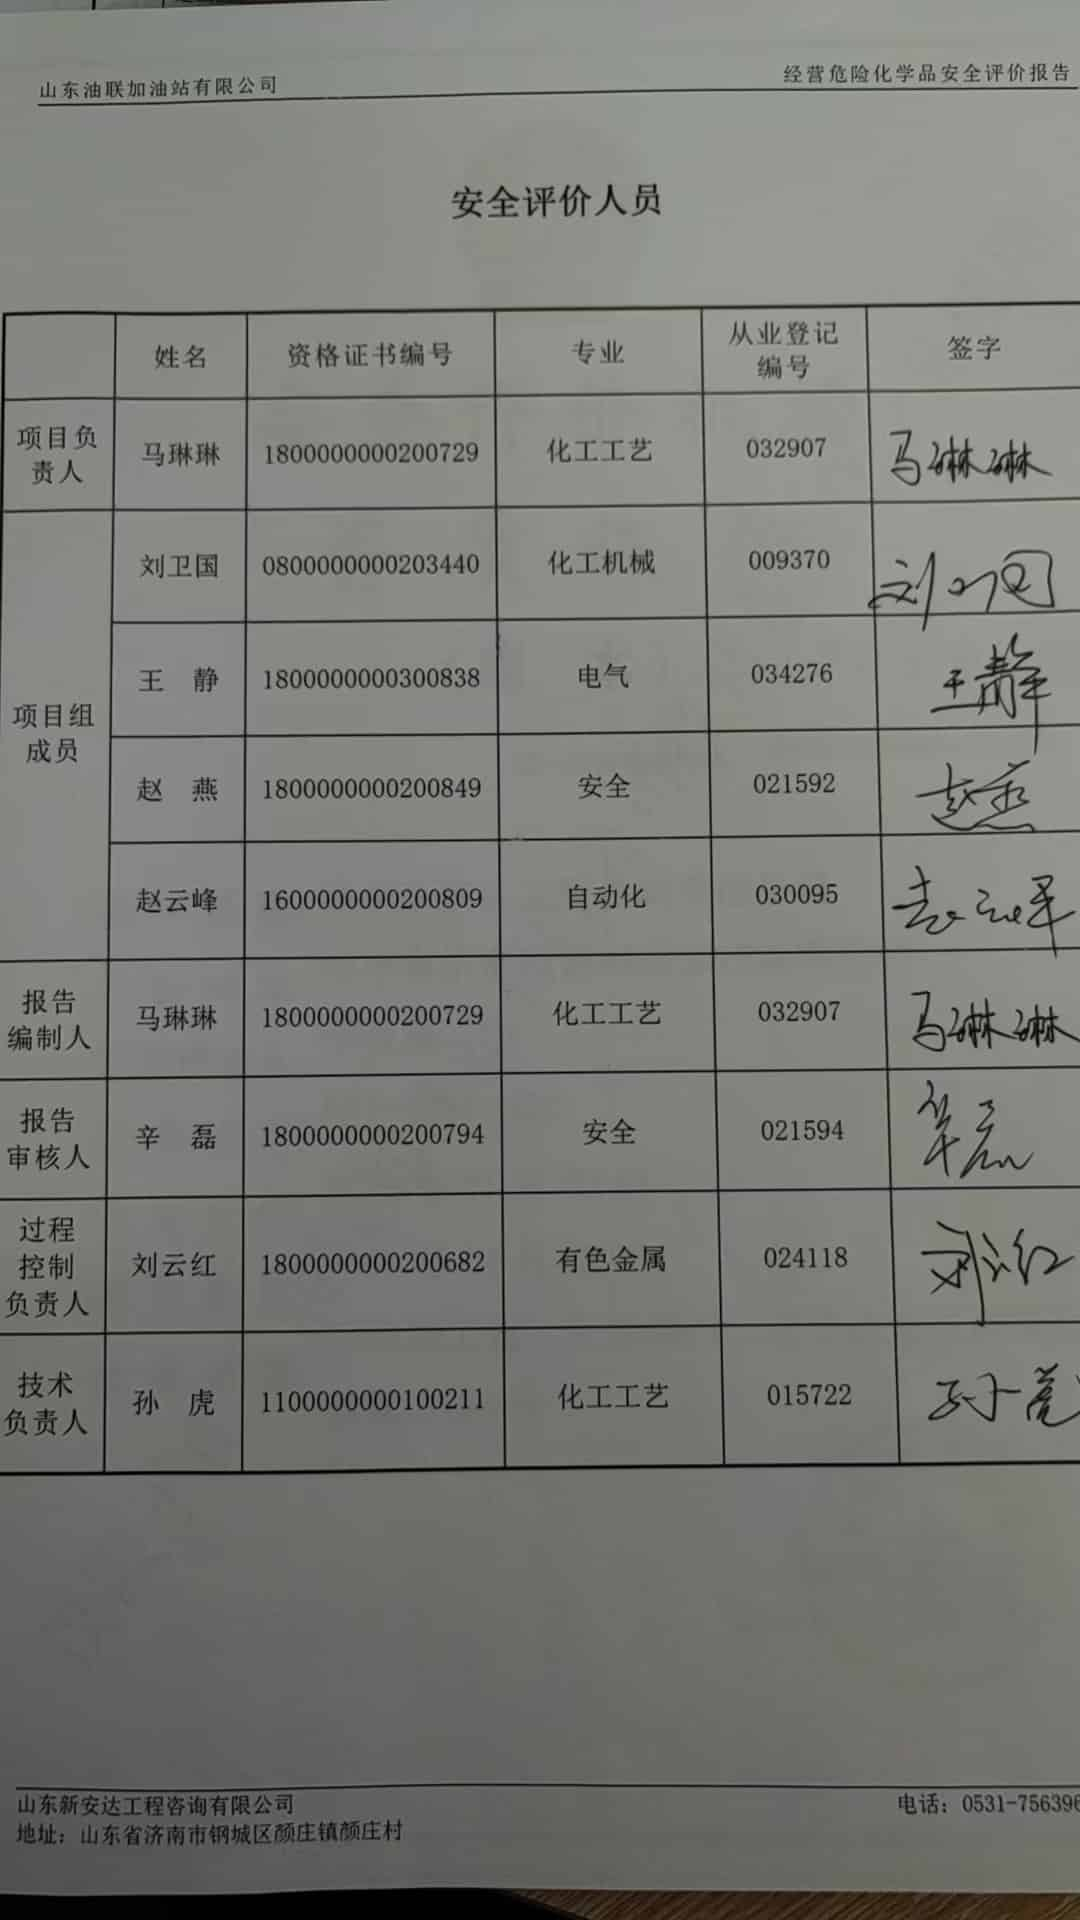 山东油联加油站有限公司 经营危险化学品安全评价报告
安全评价人员
姓名 资格证书编号 专业 从业登记编号 签字
项目负责人 马琳琳 1800000000200729 化工工艺 032907 马琳琳
项目组成员 刘卫国 0800000000203440 化工机械 009370 刘卫国
王 静 1800000000300838 电气 034276 王静
赵 燕 1800000000200849 安全 021592 赵燕
赵云峰 1600000000200809 自动化 030095 赵云峰
报告编制人 马琳琳 1800000000200729 化工工艺 032907 马琳琳
报告审核人 辛 磊 1800000000200794 安全 021594 辛磊
过程控制负责人 刘云红 1800000000200682 有色金属 024118 刘云红
技术负责人 孙 虎 1100000000100211 化工工艺 015722 孙虎
山东新安达工程咨询有限公司 电话：0531-756396
地址：山东省济南市钢城区颜庄镇颜庄村